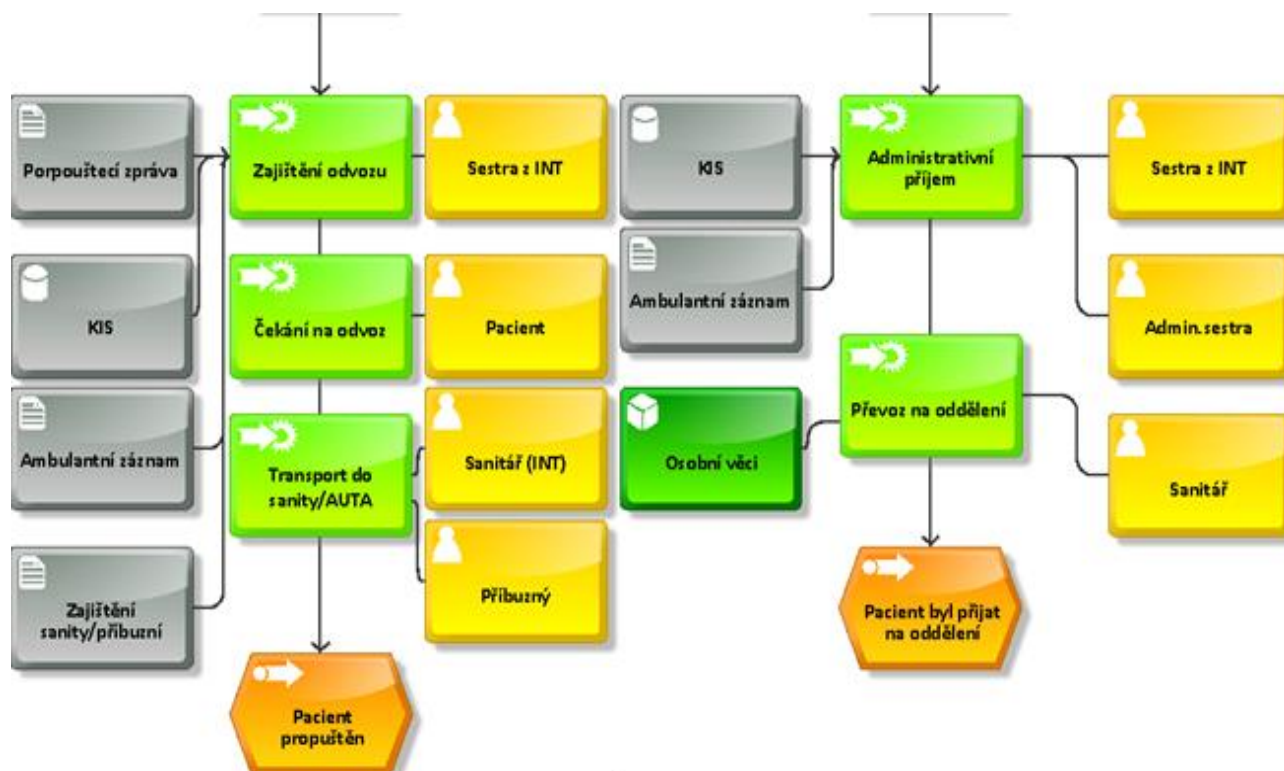 Porpouštecí zpráva
Zajištění odvozu
Sestra z INT
KIS
Administrativní
příjem
Sestra z INT
KIS
Čekání na odvoz
Pacient
Ambulantní záznam
Admin.sestra
Ambulantní záznam
Transport do
sanity/AUTA
Sanitář (INT)
Osobní věci
Převoz na oddělení
Sanitář
Zajištění
sanity/příbuzní
Příbuzný
Pacient byl přijat
na oddělení
Pacient
propuštěn